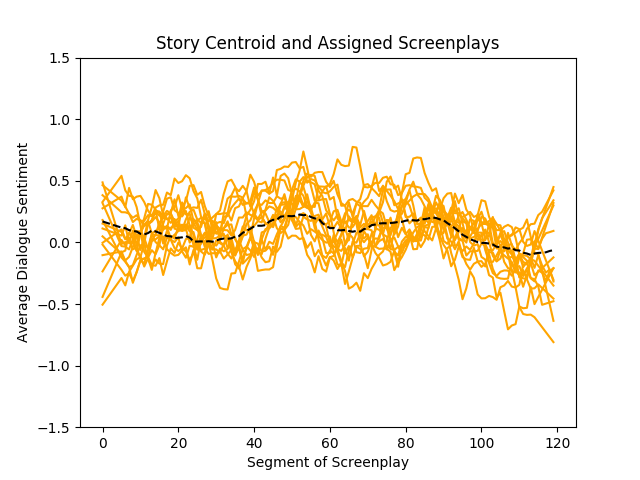 Story Centroid and Assigned Screenplays
1.5
1.0
0.5
0.0
−0.5
−1.0
−1.5
Average Dialogue Sentiment
0 20 40 60 80 100 120
Segment of Screenplay